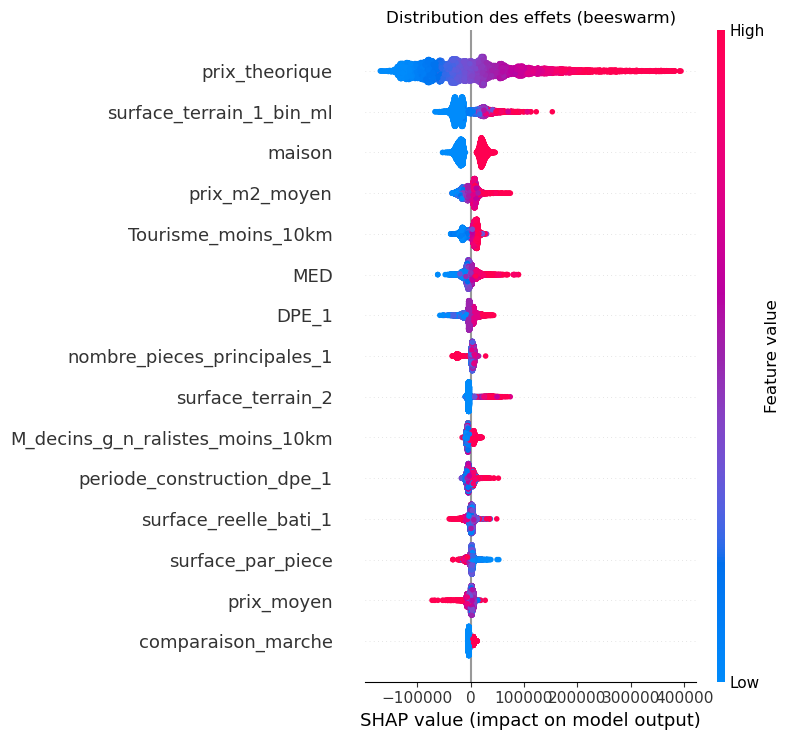 Distribution des effets (beeswarm)
High
prix_theorique
surface_terrain_1_bin_ml
maison
prix_m2_moyen
Tourisme_moins_10km
MED
DPE_1
nombre_pieces_principales_1
surface_terrain_2
M_decins_g_n_ralistes_moins_10km
periode_construction_dpe_1
surface_reelle_bati_1
surface_par_piece
prix_moyen
comparaison_marche
Feature value
Low
−100000 0 100000 200000 300000 400000
SHAP value (impact on model output)